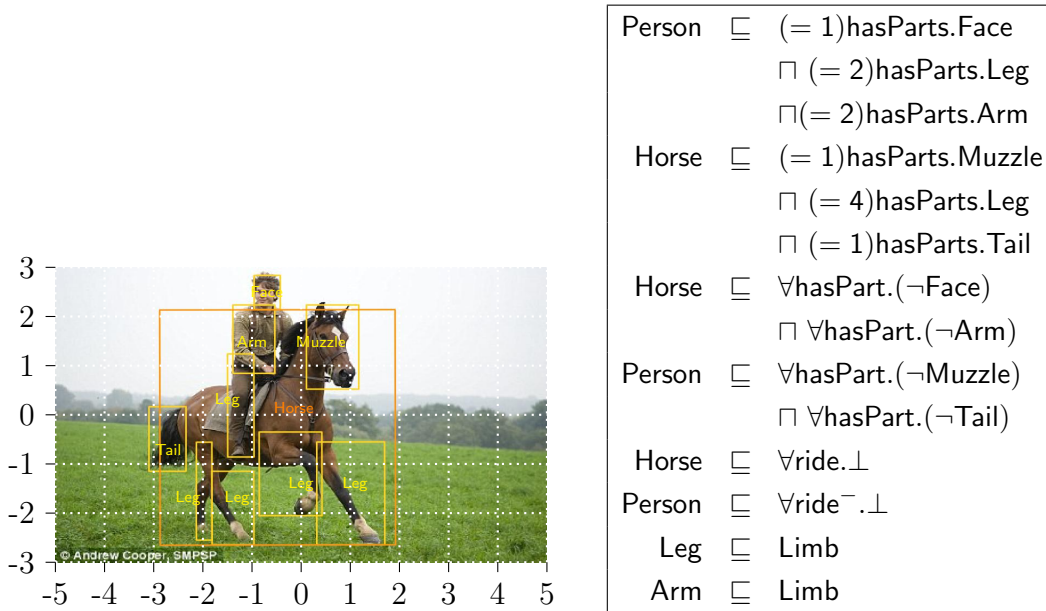 3
2
1
0
-1
-2
-3
-5 -4 -3 -2 -1 0 1 2 3 4 5
Face
Arm
Muzzle
Leg
Horse
Tail
Leg
Leg
Leg
Leg
© Andrew Cooper, SMPSP
Person ⊑ (= 1)hasParts.Face
⊓ (= 2)hasParts.Leg
⊓(= 2)hasParts.Arm
Horse ⊑ (= 1)hasParts.Muzzle
⊓ (= 4)hasParts.Leg
⊓ (= 1)hasParts.Tail
Horse ⊑ ∀hasPart.(¬Face)
⊓ ∀hasPart.(¬Arm)
Person ⊑ ∀hasPart.(¬Muzzle)
⊓ ∀hasPart.(¬Tail)
Horse ⊑ ∀ride.⊥
Person ⊑ ∀ride⁻.⊥
Leg ⊑ Limb
Arm ⊑ Limb